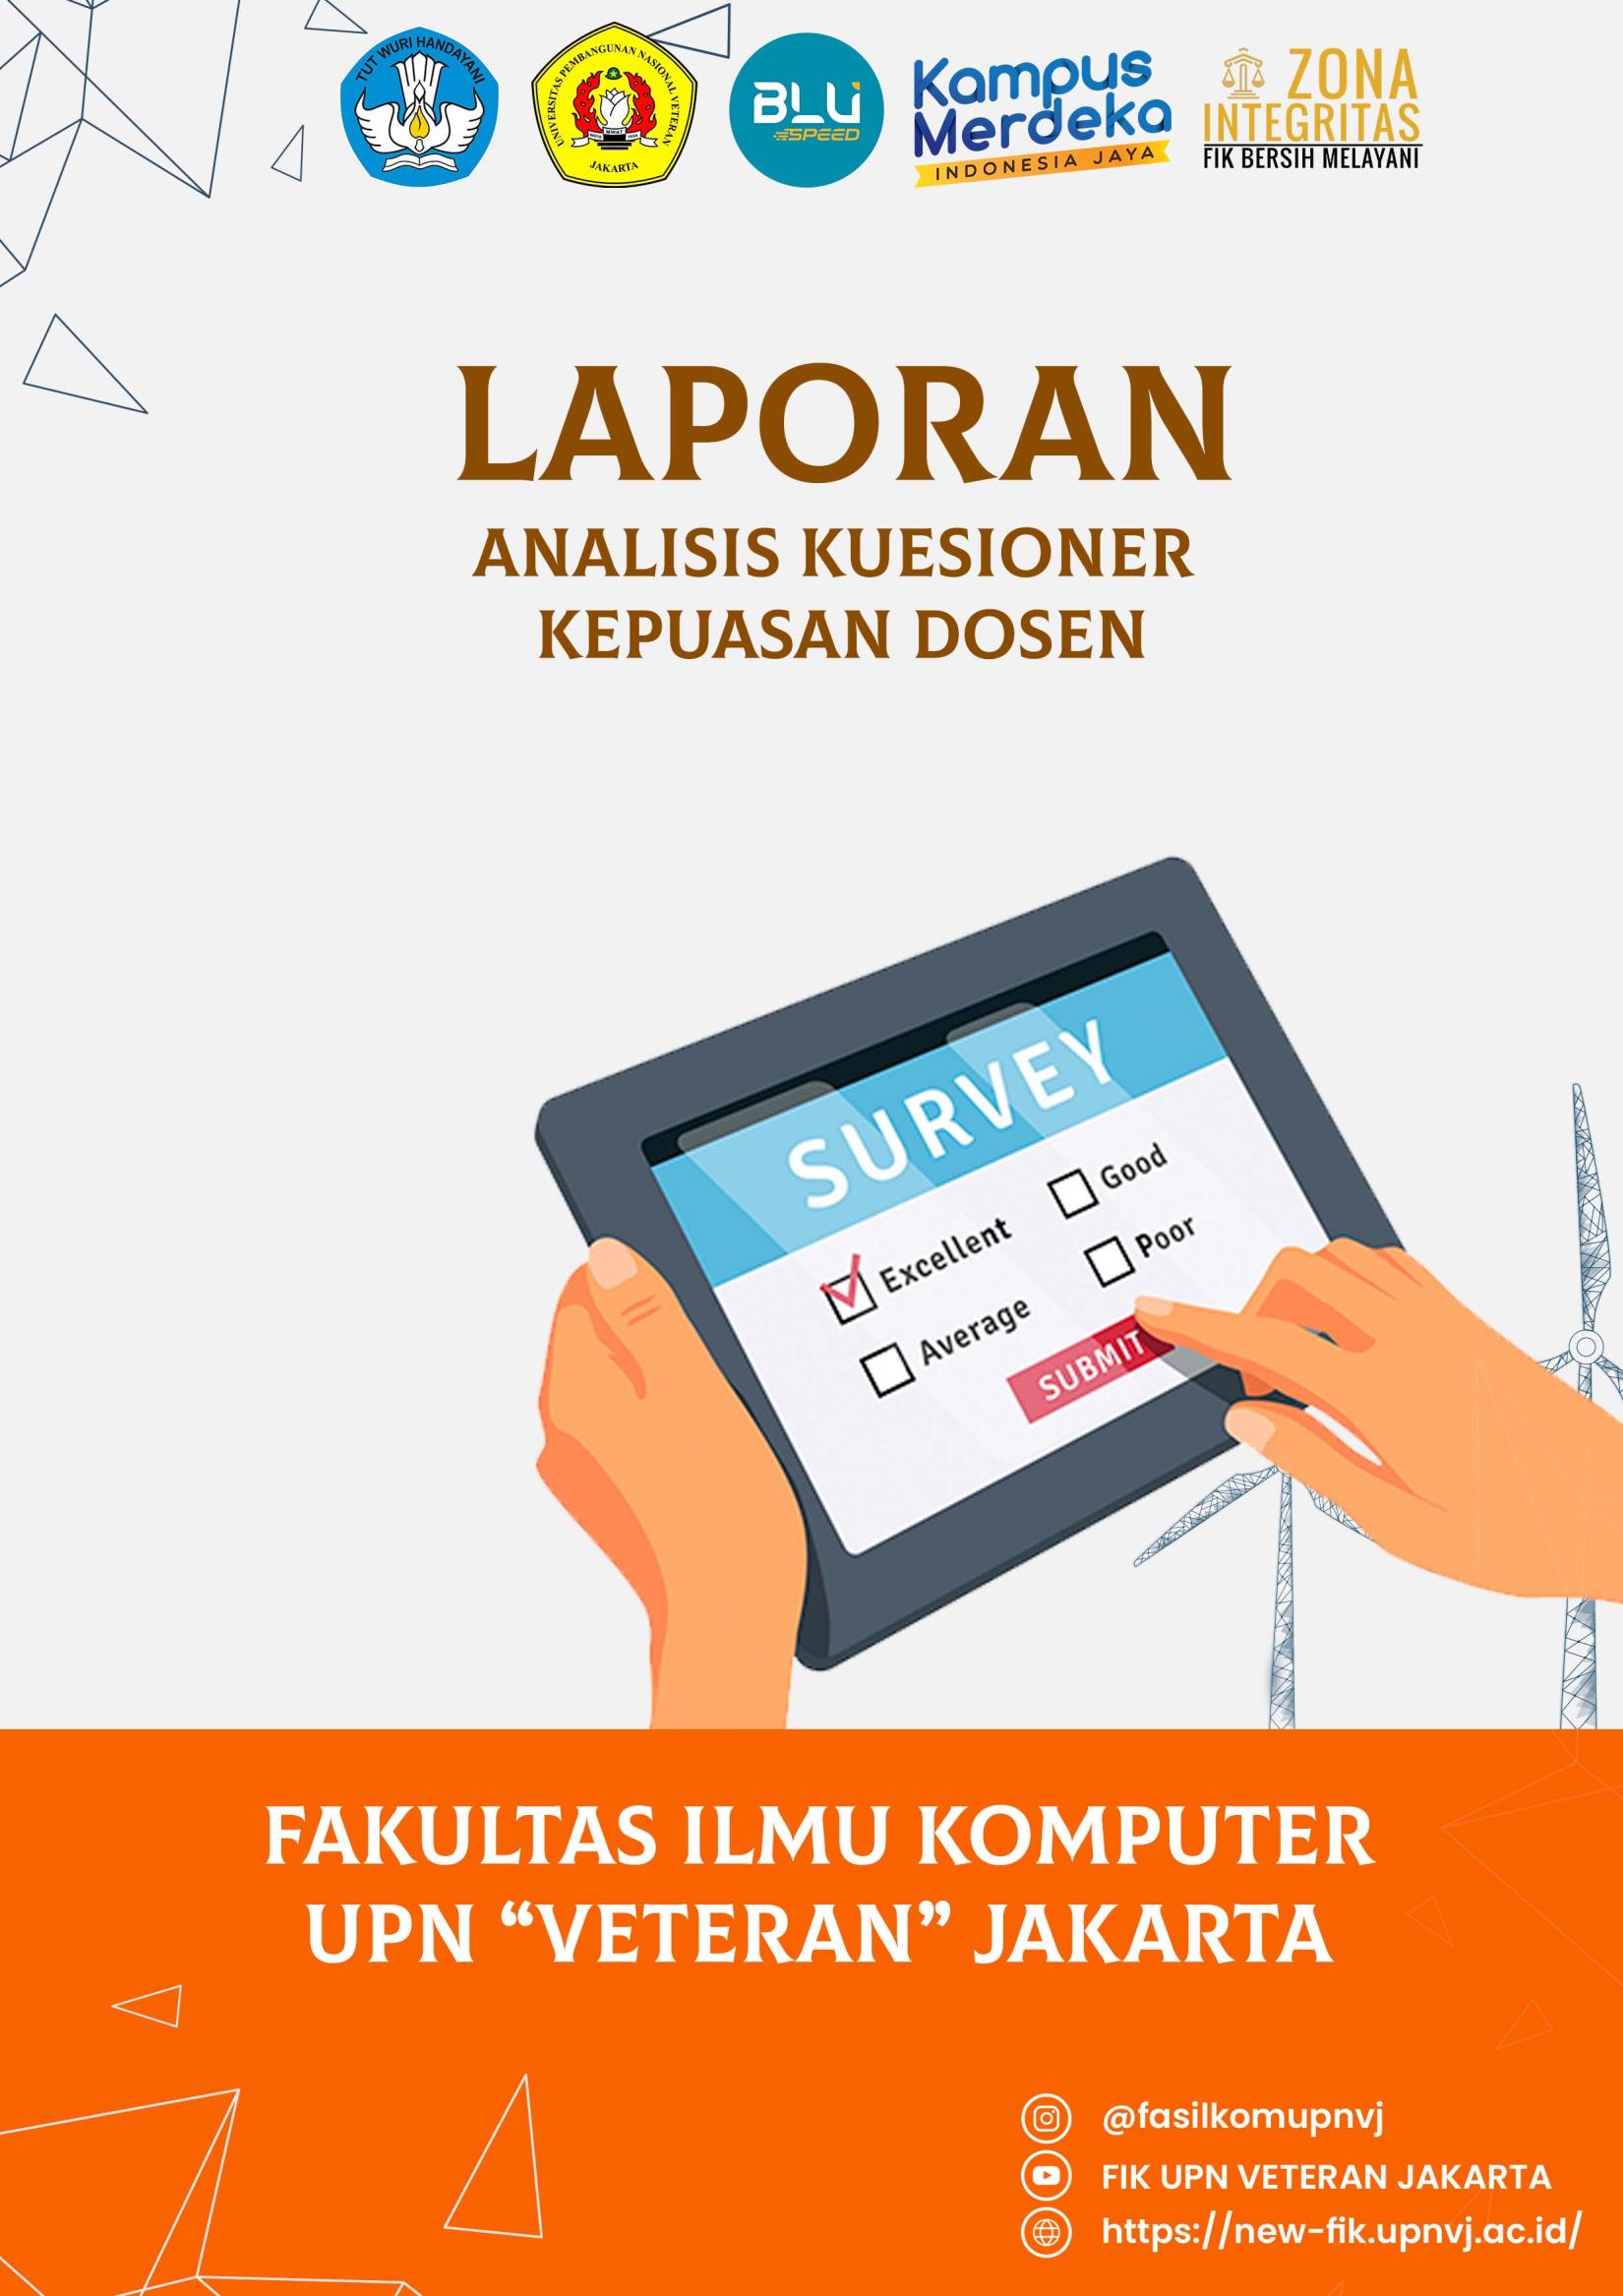 TUT WURI HANDAYANI
UNIVERSITAS PEMBANGUNAN NASIONAL VETERAN
JAKARTA
BLU
SPEED
Kampus
Merdeka
INDONESIA JAYA
ZONA
INTEGRITAS
FIK BERSIH MELAYANI
LAPORAN
ANALISIS KUESIONER
KEPUASAN DOSEN
SURVEY
Excellent
Good
Average
Poor
SUBMIT
FAKULTAS ILMU KOMPUTER
UPN “VETERAN” JAKARTA
@fasilkomupnvj
FIK UPN VETERAN JAKARTA
https://new-fik.upnvj.ac.id/